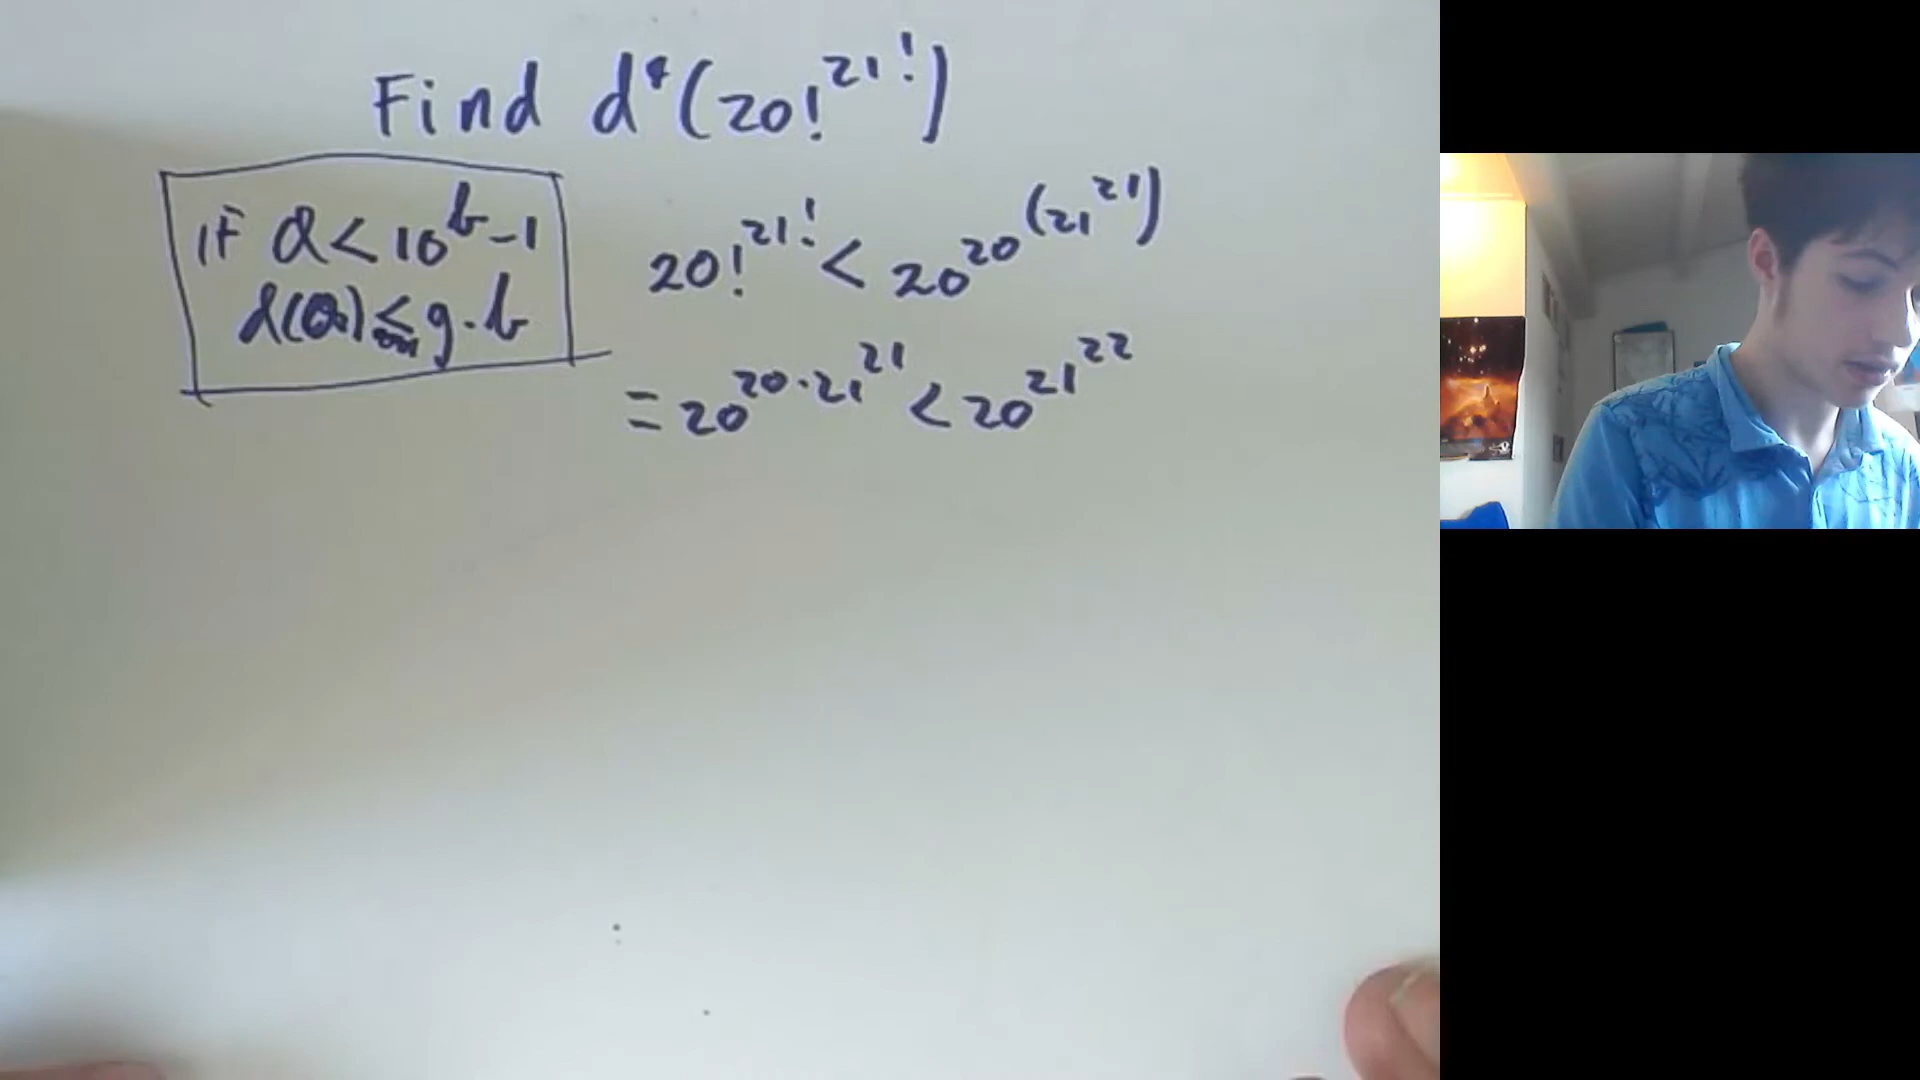 Find d⁴(20!^21!)
if a < 10^b - 1
d(a) ≤ 9 · b
20!^21! < 20^20^(21^21)
= 20^20·21^21 < 20^21^22